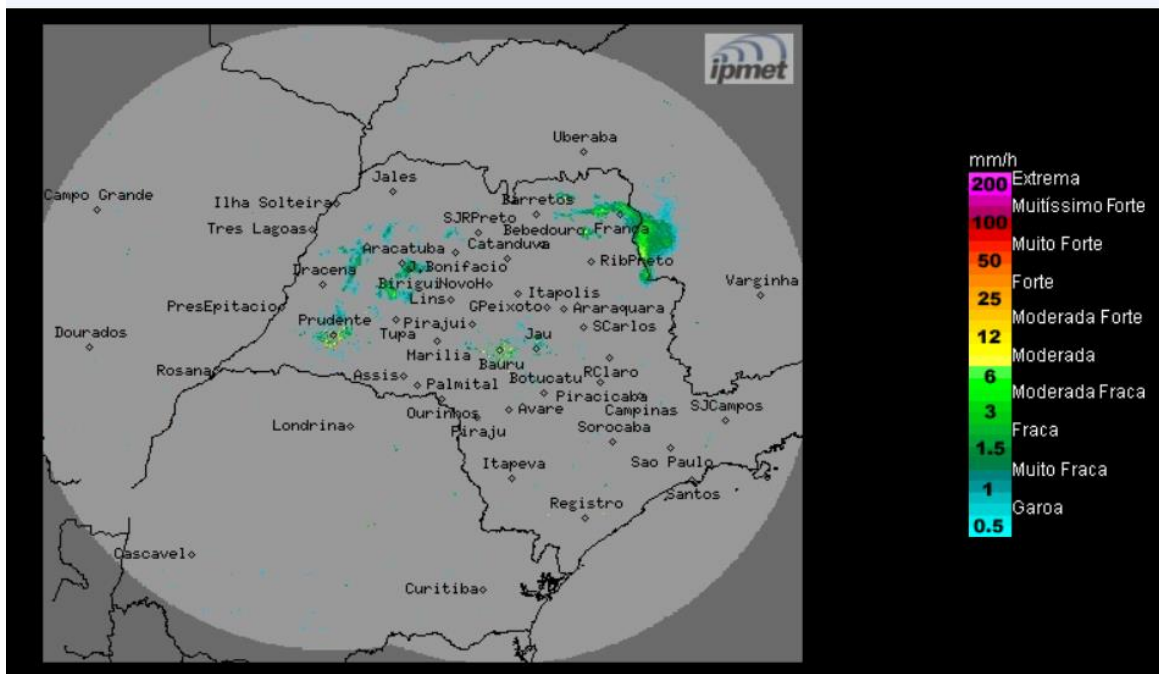 ipmet
Uberaba
Jales
Campo Grande
Ilha Solteira
Barretos
SJRPreto
Tres Lagoas
Bebedouro
Franca
Catanduva
Aracatuba
RibPreto
Dracena
J.Bonifacio
Varginha
Birigui
NovoH
Itapolis
Lins
PresEpitacio
GPeixoto
Araraquara
Prudente
Pirajui
SCarlos
Dourados
Tupa
Jau
Marilia
Bauru
Rosana
Assis
RClaro
Botucatu
Palmital
Piracicaba
Ourinhos
Avare
Campinas
SJCampos
Londrina
Piraju
Sorocaba
Itapeva
Sao Paulo
Santos
Registro
Cascavel
Curitiba
mm/h
200 Extrema
Muitíssimo Forte
100
Muito Forte
50
Forte
25
Moderada Forte
12
Moderada
6
Moderada Fraca
3
Fraca
1.5
Muito Fraca
1
Garoa
0.5